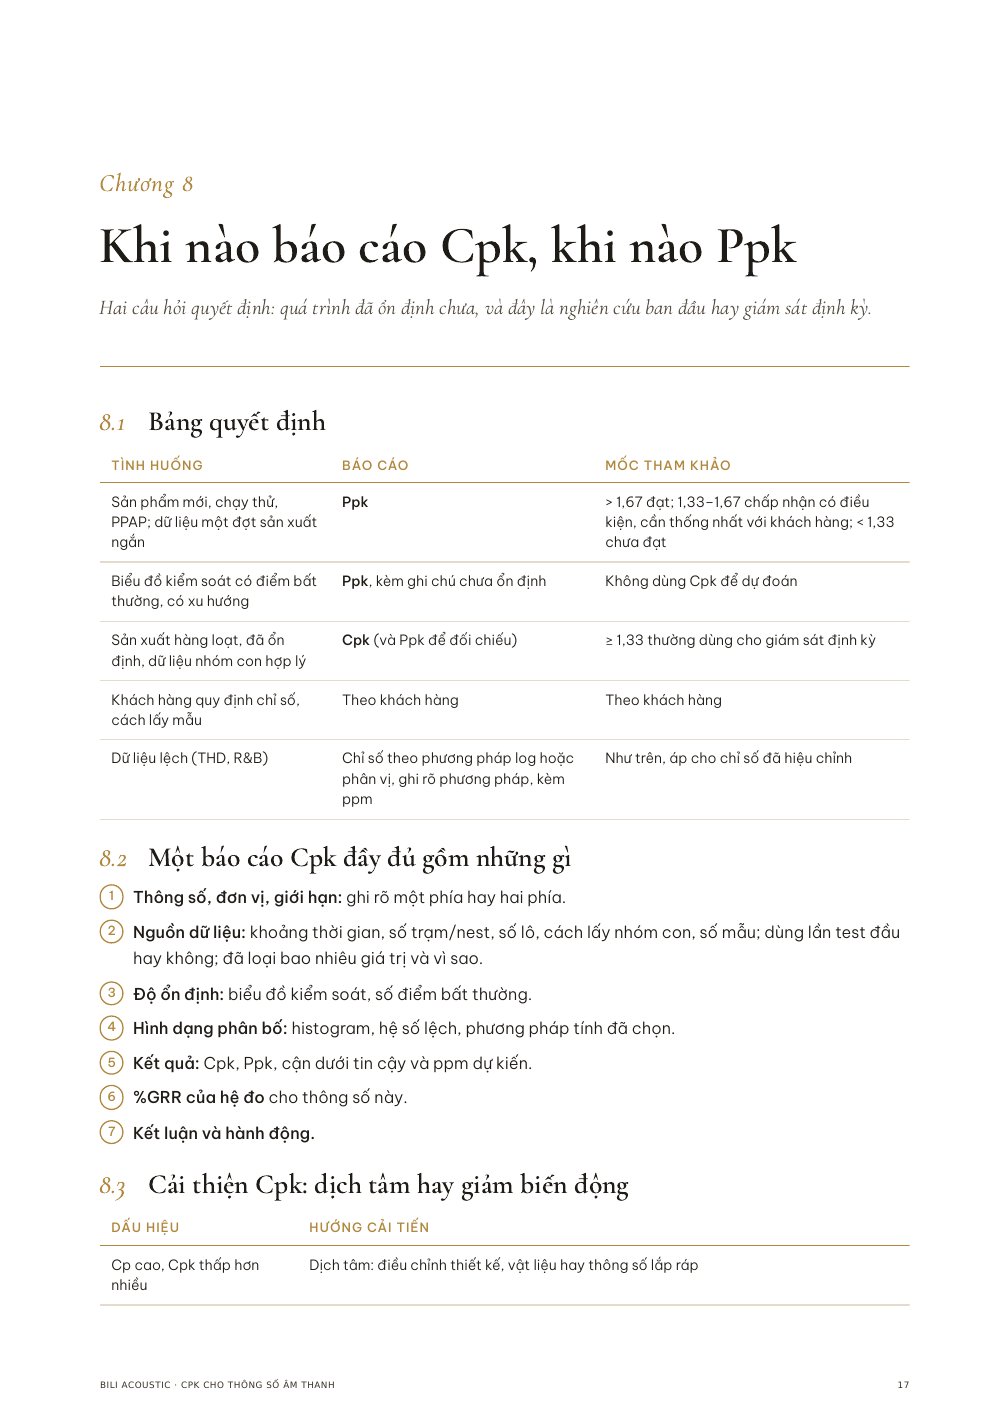 Chương 8
Khi nào báo cáo Cpk, khi nào Ppk
Hai câu hỏi quyết định: quá trình đã ổn định chưa, và đây là nghiên cứu ban đầu hay giám sát định kỳ.
8.1 Bảng quyết định
TÌNH HUỐNG BÁO CÁO MỐC THAM KHẢO
Sản phẩm mới, chạy thử, Ppk > 1,67 đạt; 1,33–1,67 chấp nhận có điều
PPAP; dữ liệu một đợt sản xuất kiện, cần thống nhất với khách hàng; < 1,33
ngắn chưa đạt
Biểu đồ kiểm soát có điểm bất Ppk, kèm ghi chú chưa ổn định Không dùng Cpk để dự đoán
thường, có xu hướng
Sản xuất hàng loạt, đã ổn Cpk (và Ppk để đối chiếu) ≥ 1,33 thường dùng cho giám sát định kỳ
định, dữ liệu nhóm con hợp lý
Khách hàng quy định chỉ số, Theo khách hàng Theo khách hàng
cách lấy mẫu
Dữ liệu lệch (THD, R&B) Chỉ số theo phương pháp log hoặc Như trên, áp cho chỉ số đã hiệu chỉnh
phân vị, ghi rõ phương pháp, kèm
ppm
8.2 Một báo cáo Cpk đầy đủ gồm những gì
1 Thông số, đơn vị, giới hạn: ghi rõ một phía hay hai phía.
2 Nguồn dữ liệu: khoảng thời gian, số trạm/nest, số lô, cách lấy nhóm con, số mẫu; dùng lần test đầu
hay không; đã loại bao nhiêu giá trị và vì sao.
3 Độ ổn định: biểu đồ kiểm soát, số điểm bất thường.
4 Hình dạng phân bố: histogram, hệ số lệch, phương pháp tính đã chọn.
5 Kết quả: Cpk, Ppk, cận dưới tin cậy và ppm dự kiến.
6 %GRR của hệ đo cho thông số này.
7 Kết luận và hành động.
8.3 Cải thiện Cpk: dịch tâm hay giảm biến động
DẤU HIỆU HƯỚNG CẢI TIẾN
Cp cao, Cpk thấp hơn Dịch tâm: điều chỉnh thiết kế, vật liệu hay thông số lắp ráp
nhiều
BILI ACOUSTIC · CPK CHO THÔNG SỐ ÂM THANH 17